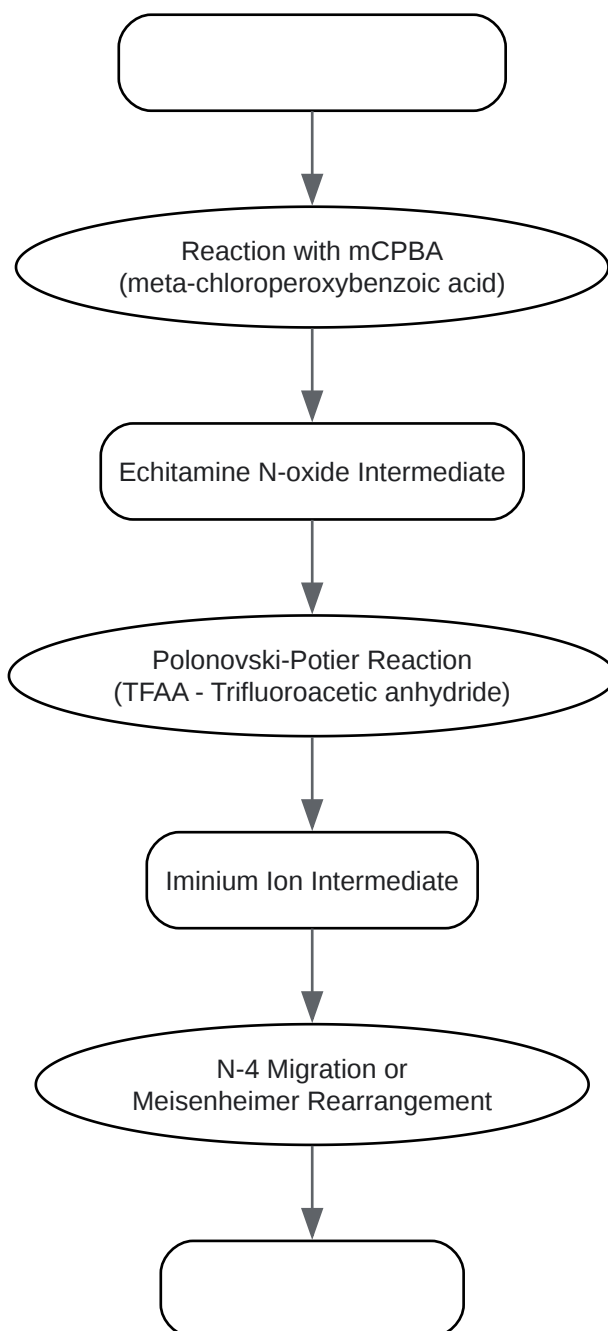 Reaction with mCPBA
(meta-chloroperoxybenzoic acid)
Echitamine N-oxide Intermediate
Polonovski-Potier Reaction
(TFAA - Trifluoroacetic anhydride)
Iminium Ion Intermediate
N-4 Migration or
Meisenheimer Rearrangement